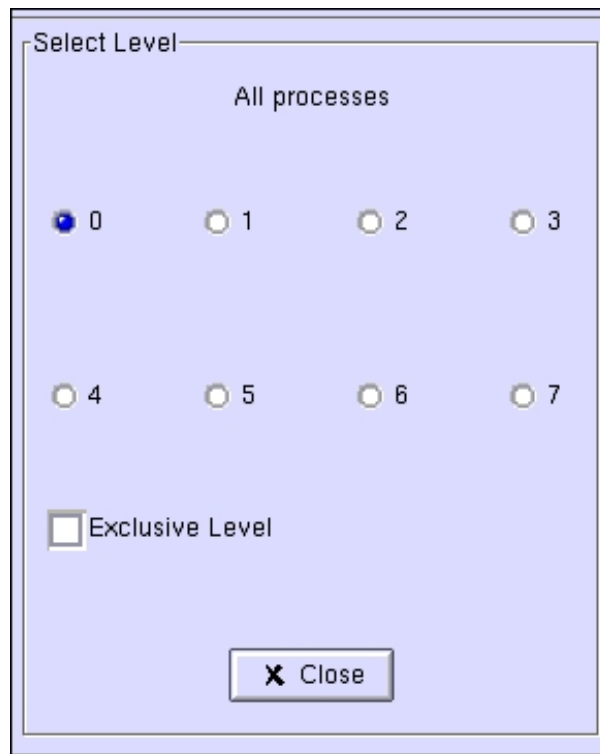 Select Level
All processes
0 1 2 3
4 5 6 7
Exclusive Level
Close